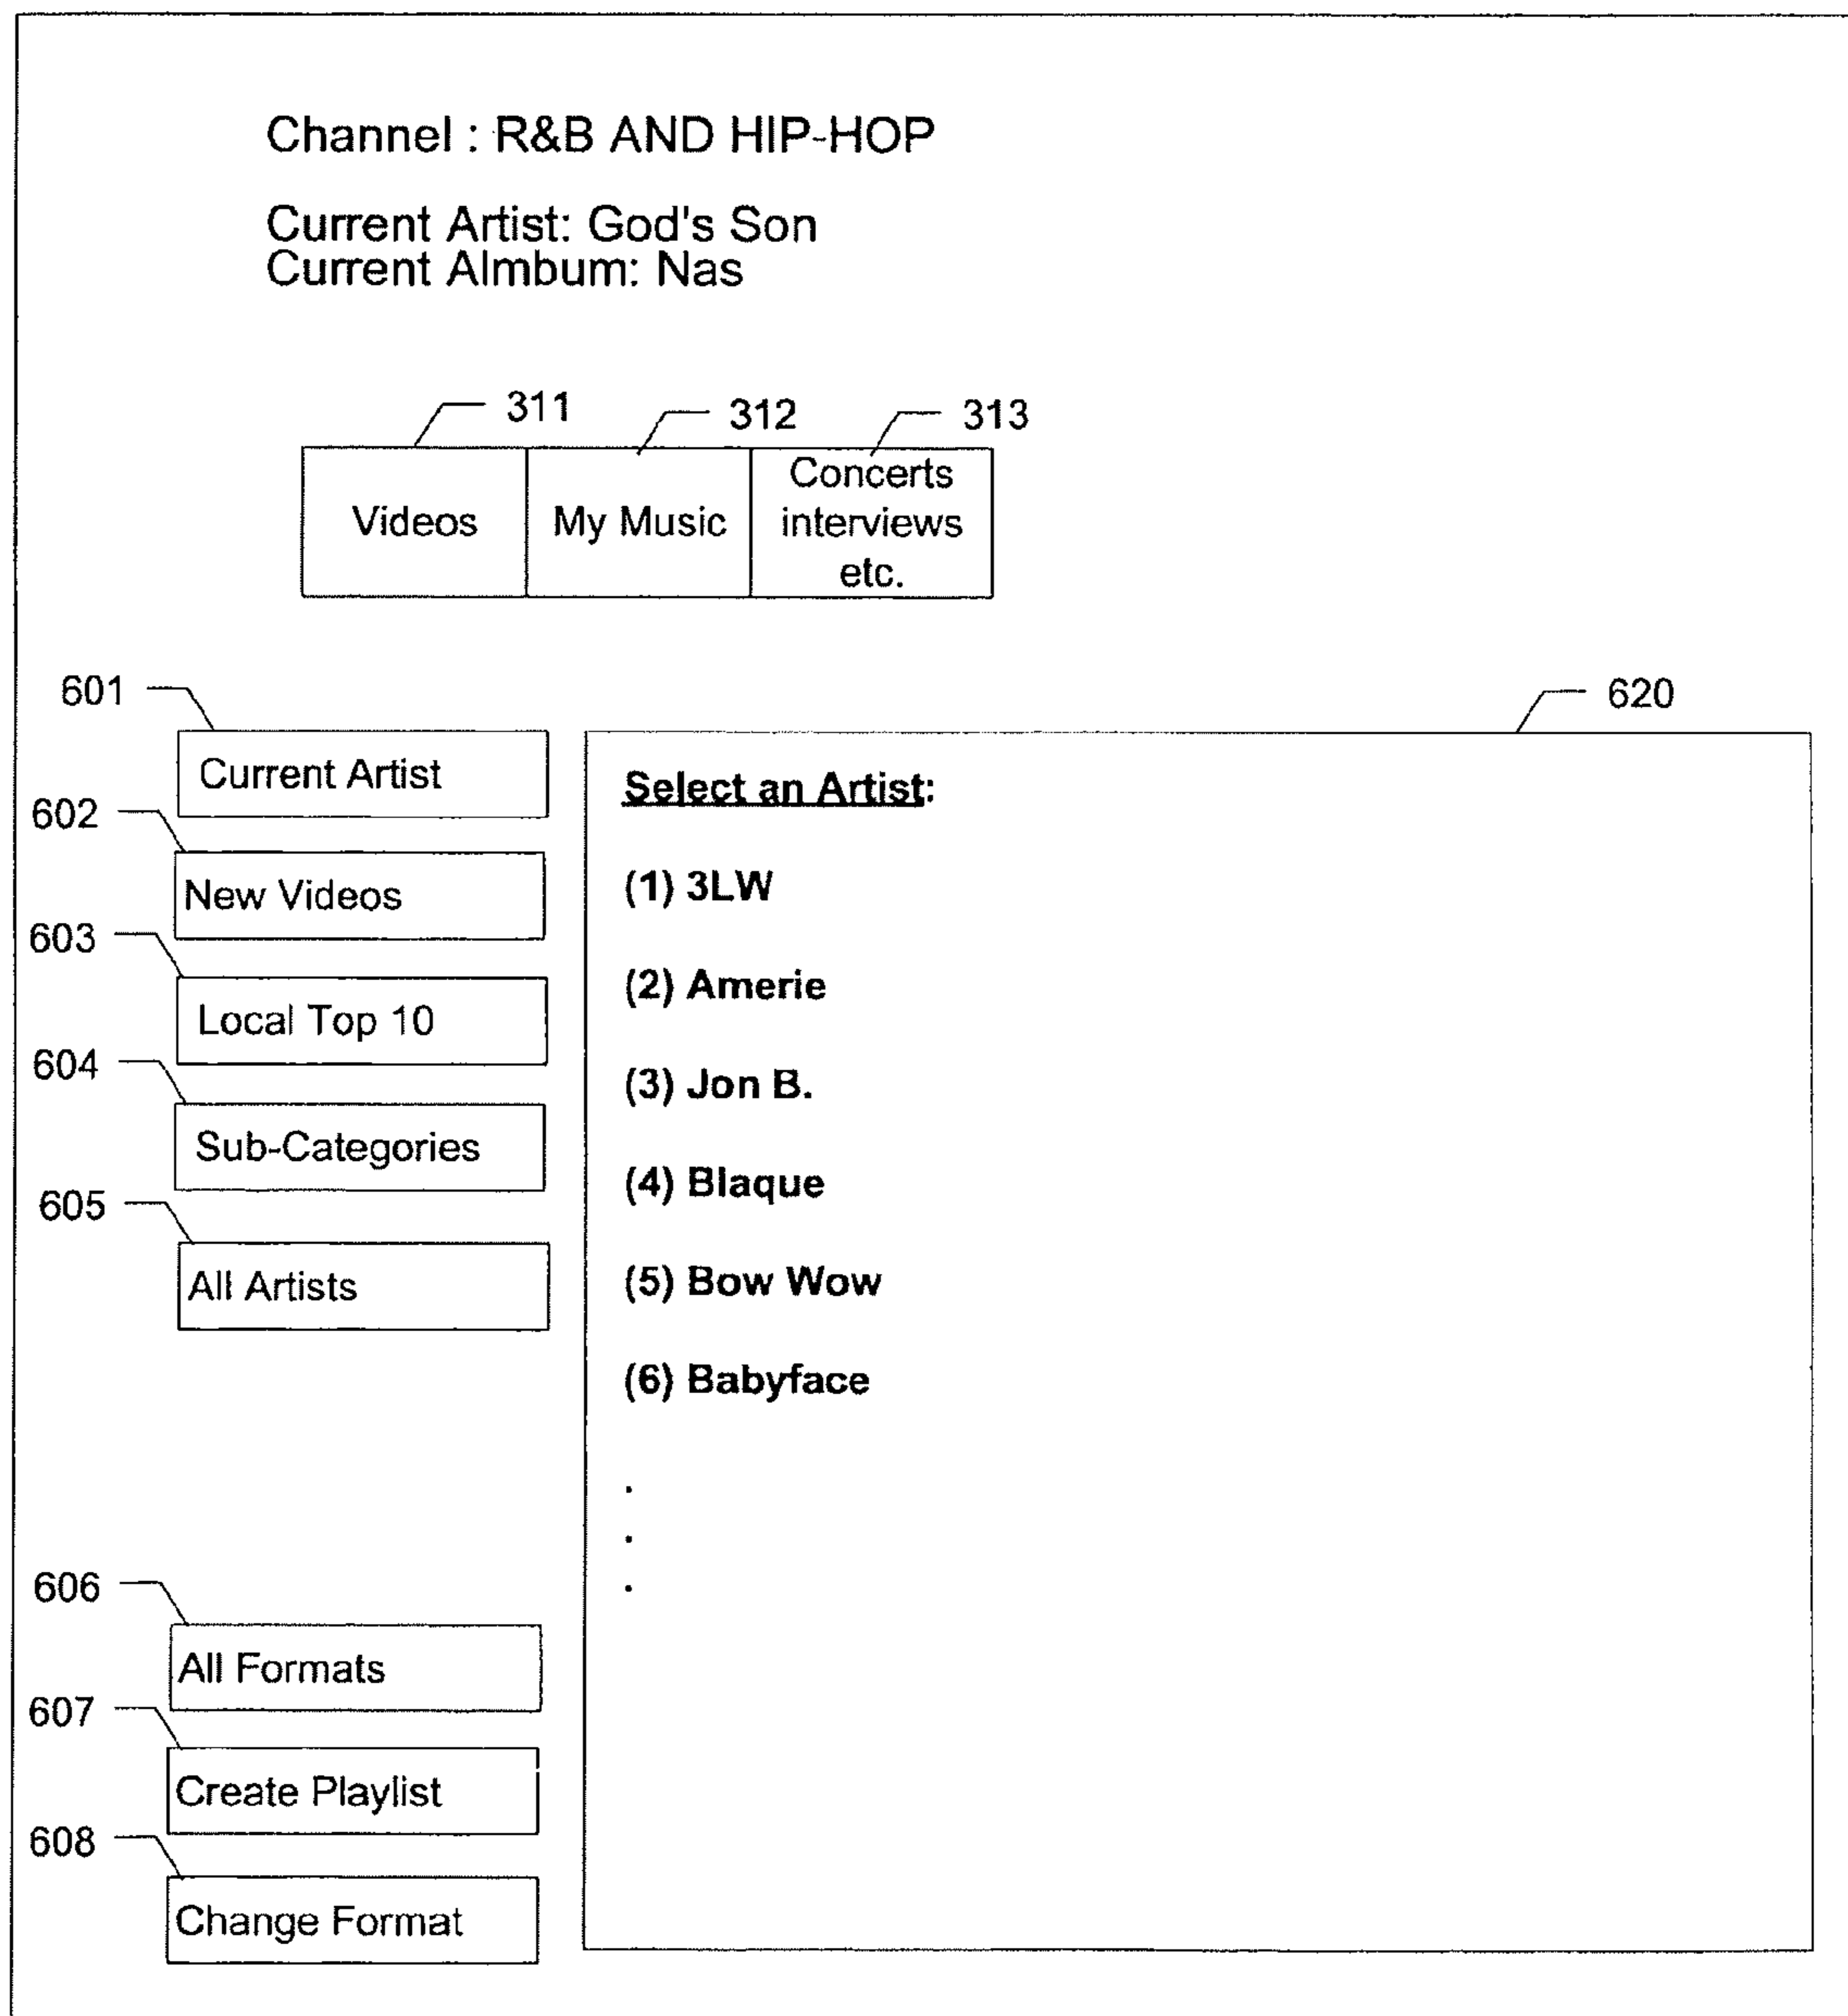 Channel : R&B AND HIP-HOP
Current Artist: God's Son
Current Almbum: Nas
311
312
313
Videos
My Music
Concerts
interviews
etc.
601
Current Artist
602
New Videos
603
Local Top 10
604
Sub-Categories
605
All Artists
606
All Formats
607
Create Playlist
608
Change Format
620
Select an Artist:
(1) 3LW
(2) Amerie
(3) Jon B.
(4) Blaque
(5) Bow Wow
(6) Babyface
.
.
.